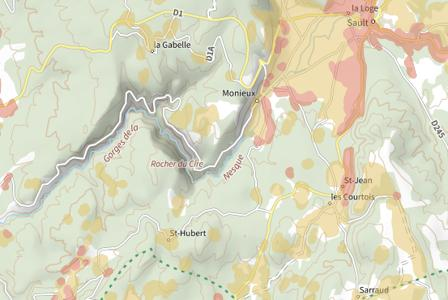 la Loge
D1
Sault
la Gabelle
D1A
Monieux
D245
Gorges de la
Rocher du Cire
Nesque
St-Jean
les Courtois
St-Hubert
Sarraud